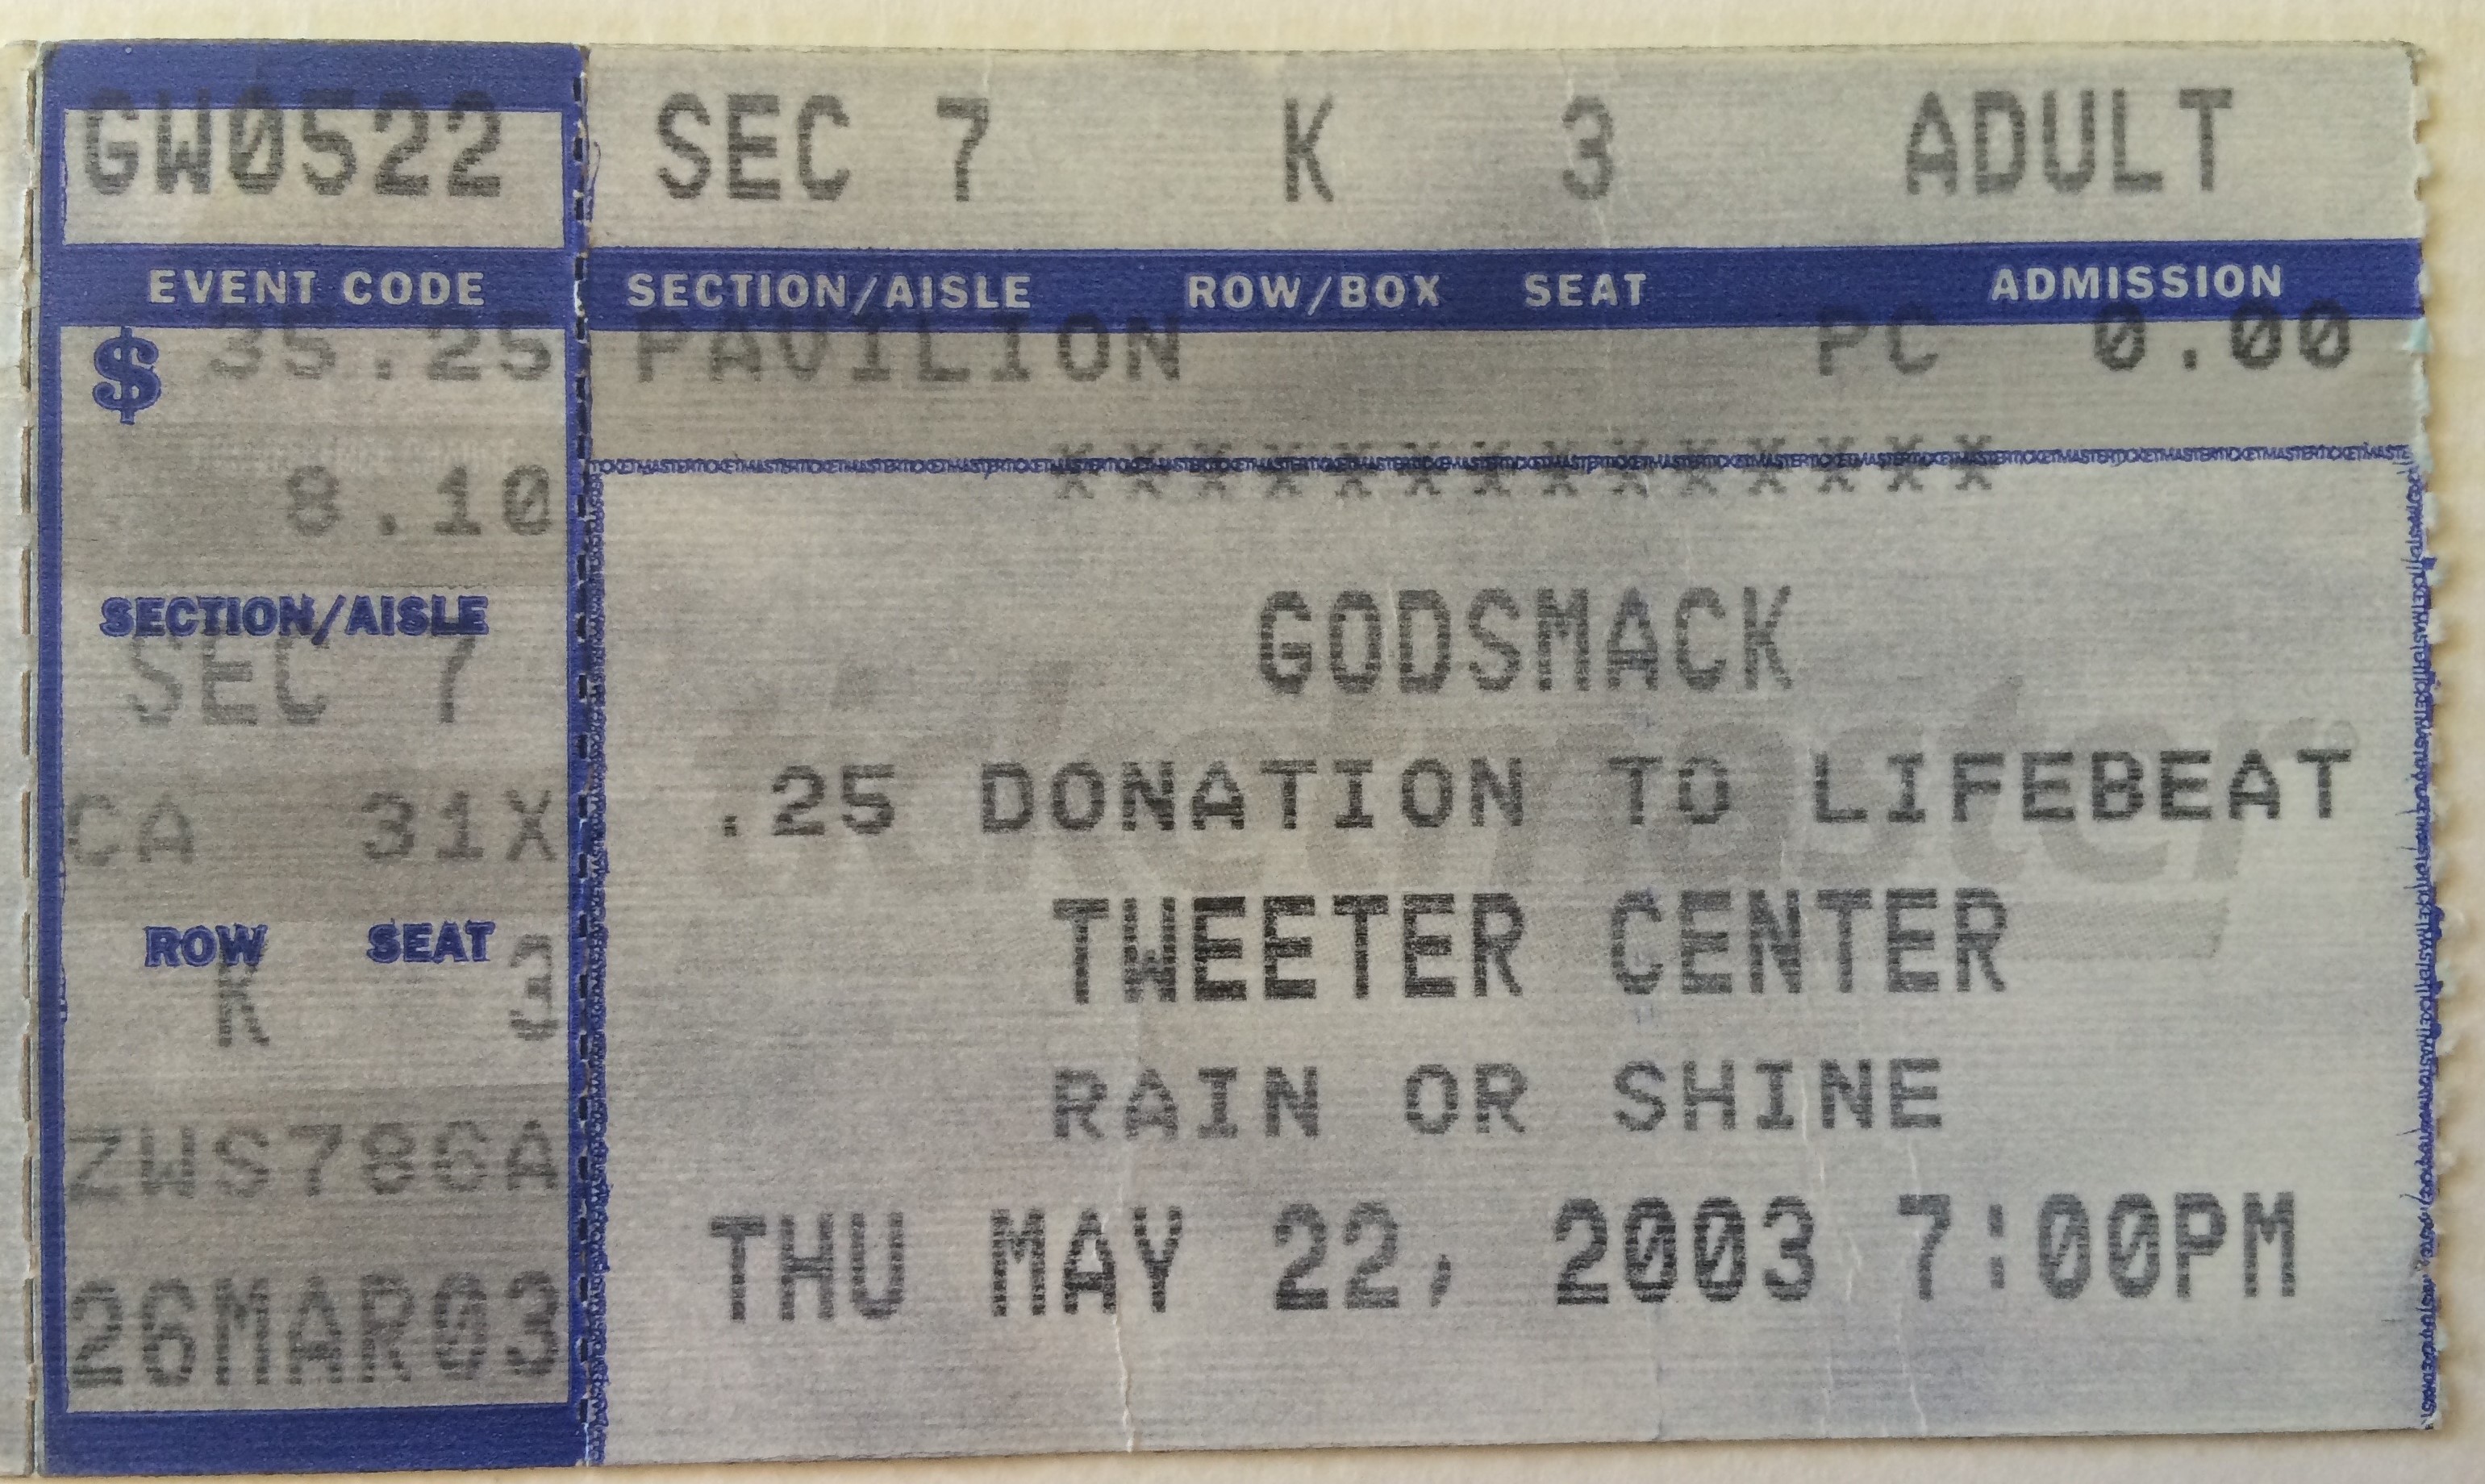 GW0522
EVENT CODE
$ 35.25
8.10
SECTION/AISLE
SEC 7
CA 31X
ROW SEAT
K 3
ZWS786A
26MAR03
SEC 7 K 3 ADULT
SECTION/AISLE ROW/BOX SEAT ADMISSION
PAVILION PC 0.00
**************
GODSMACK
ticketmaster
.25 DONATION TO LIFEBEAT
TWEETER CENTER
RAIN OR SHINE
THU MAY 22, 2003 7:00PM